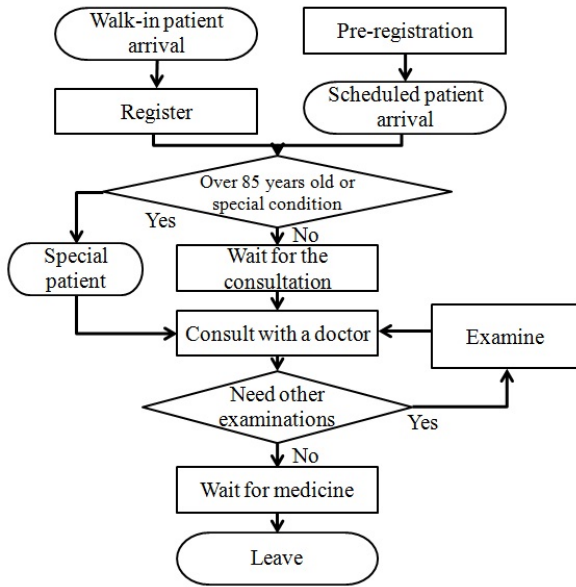 Walk-in patient
arrival
Pre-registration
Register
Scheduled patient
arrival
Over 85 years old or
special condition
Yes
No
Special
patient
Wait for the
consultation
Consult with a doctor
Examine
Need other
examinations
Yes
No
Wait for medicine
Leave